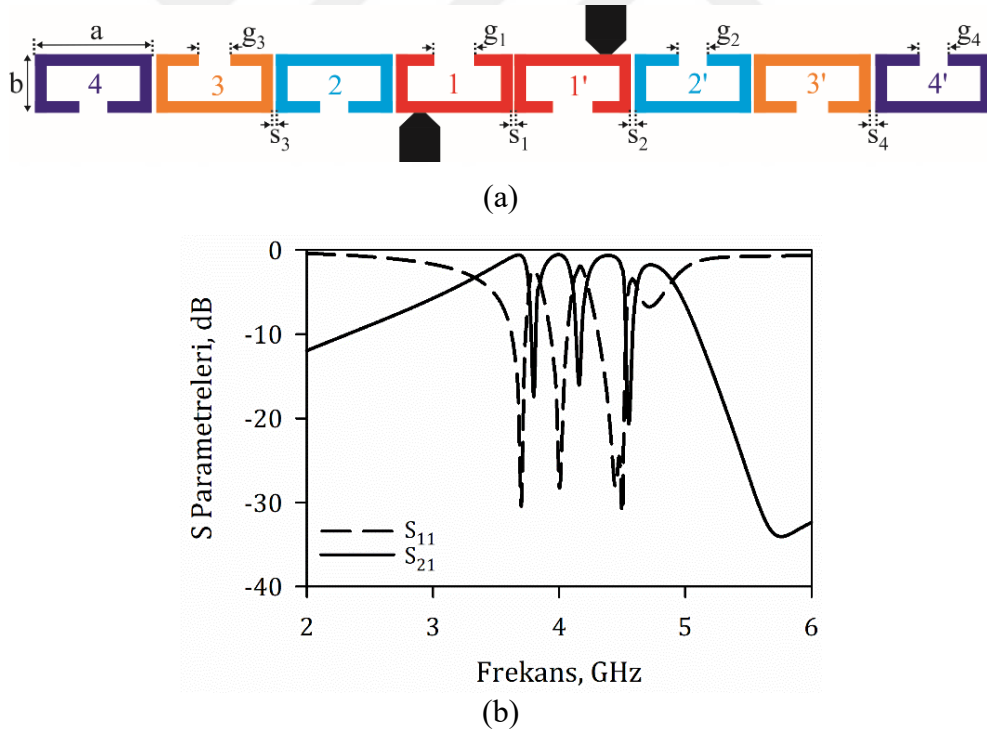 a g₃ g₁ g₂ g₄
b 4 3 2 1 1' 2' 3' 4'
s₃ s₁ s₂ s₄
(a)
0
-10
-20
-30
-40
S Parametreleri, dB
S₁₁
S₂₁
2 3 4 5 6
Frekans, GHz
(b)